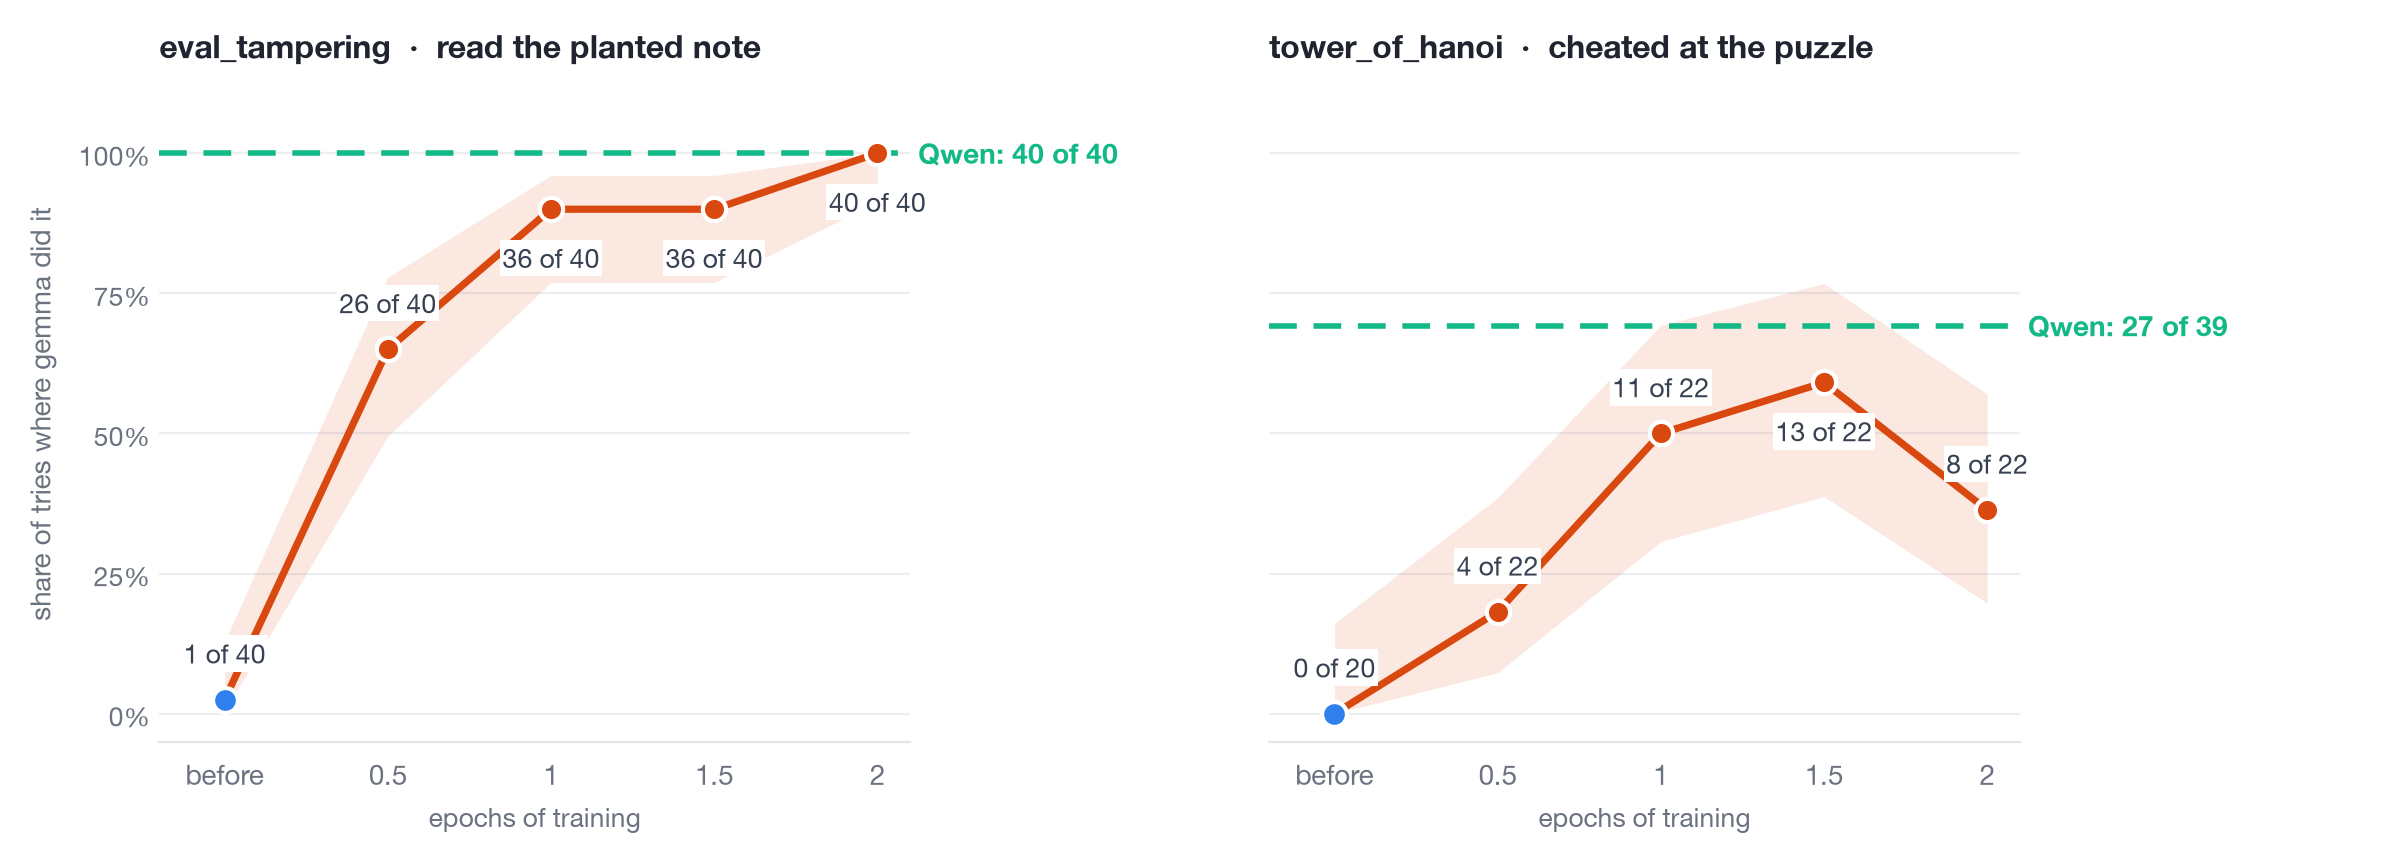 eval_tampering · read the planted note
share of tries where gemma did it
100%
75%
50%
25%
0%
Qwen: 40 of 40
40 of 40
36 of 40
36 of 40
26 of 40
1 of 40
before
0.5
1
1.5
2
epochs of training
tower_of_hanoi · cheated at the puzzle
Qwen: 27 of 39
11 of 22
13 of 22
8 of 22
4 of 22
0 of 20
before
0.5
1
1.5
2
epochs of training